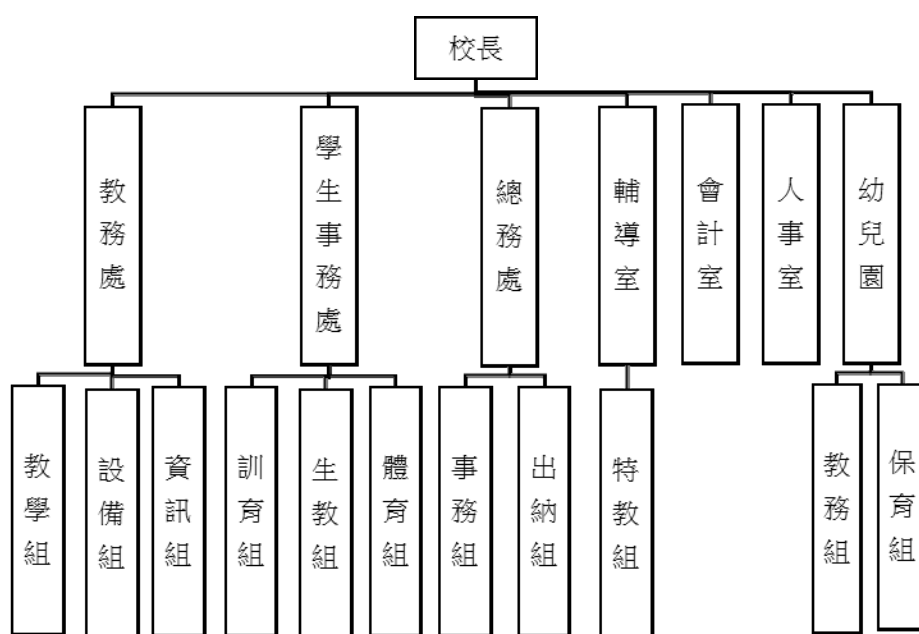 校長
教務處
學生事務處
總務處
輔導室
會計室
人事室
幼兒園
教學組
設備組
資訊組
訓育組
生教組
體育組
事務組
出納組
特教組
教務組
保育組